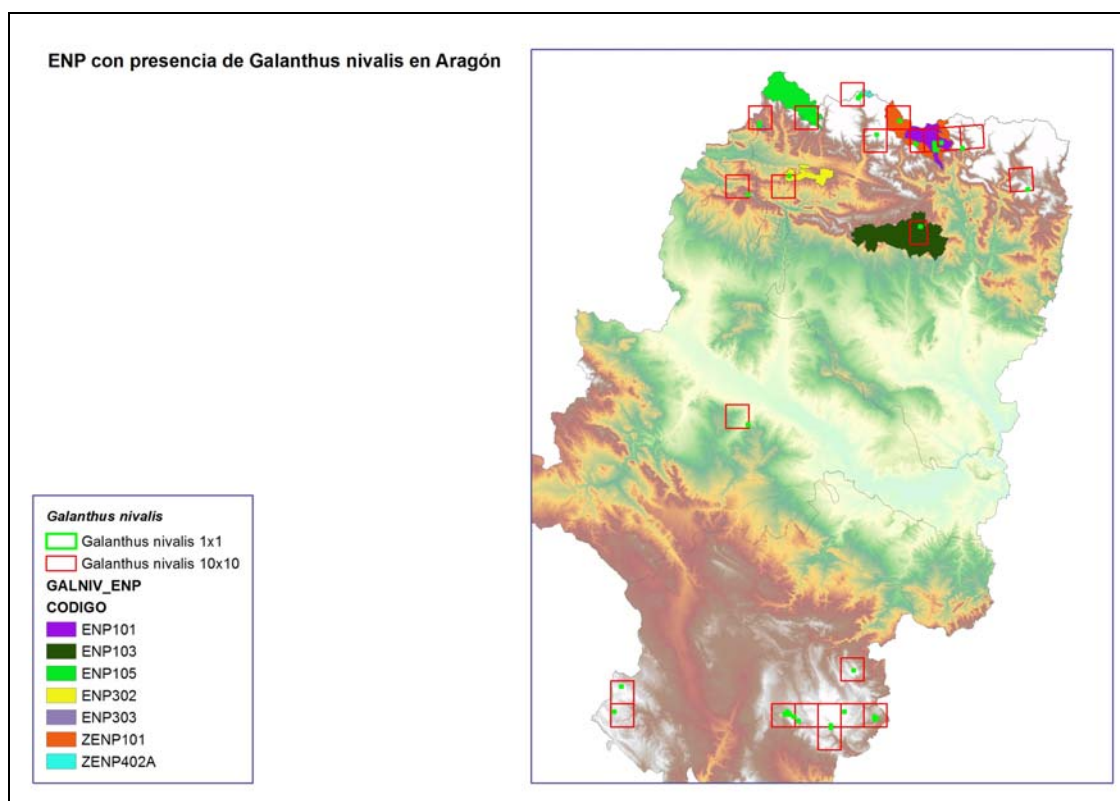 ENP con presencia de Galanthus nivalis en Aragón
Galanthus nivalis
Galanthus nivalis 1x1
Galanthus nivalis 10x10
GALNIV_ENP
CODIGO
ENP101
ENP103
ENP105
ENP302
ENP303
ZENP101
ZENP402A